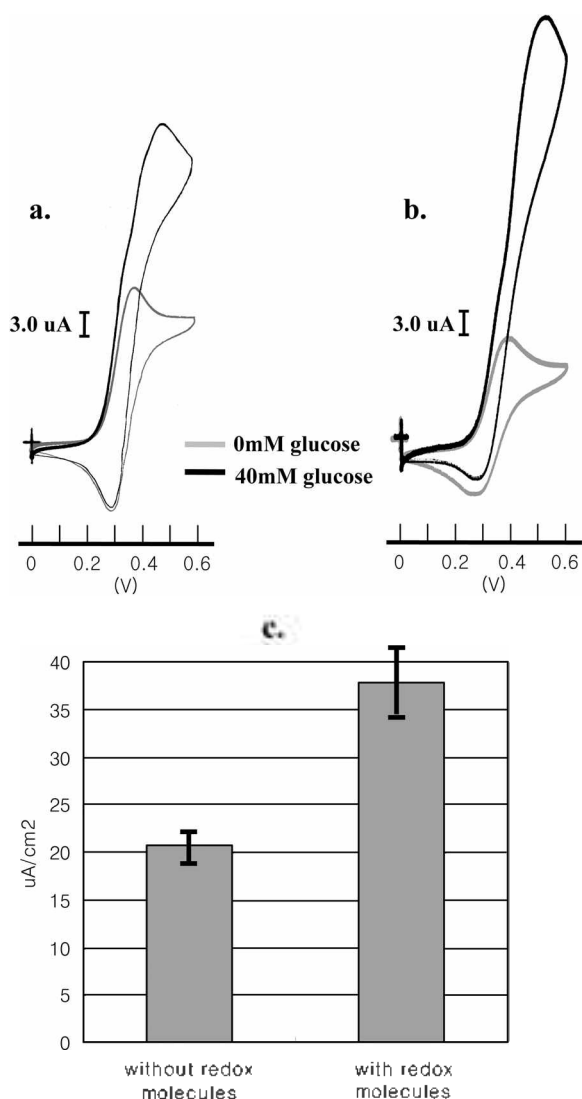 a.
b.
3.0 uA
3.0 uA
0mM glucose
40mM glucose
0 0.2 0.4 0.6
(V)
0 0.2 0.4 0.6
(V)
c.
40
35
30
25
20
15
10
5
0
uA/cm2
without redox
molecules
with redox
molecules